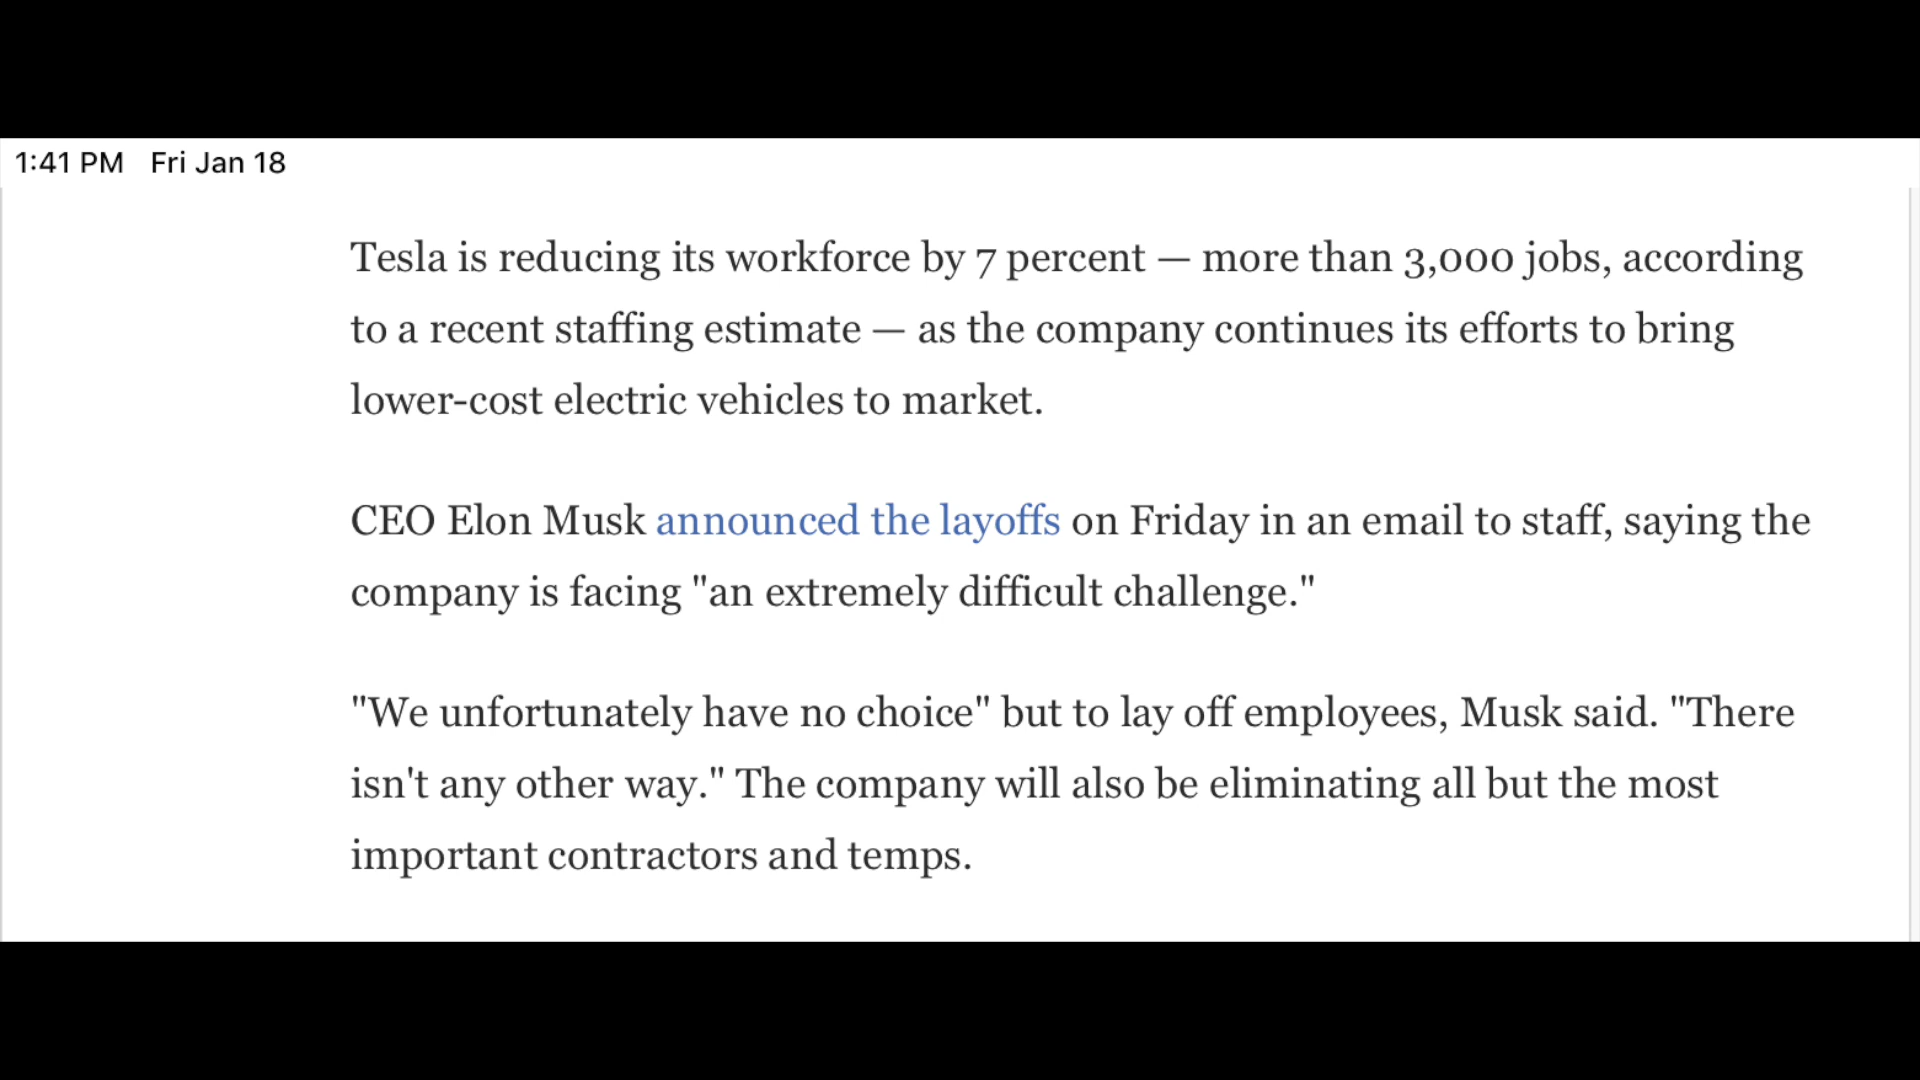 1:41 PM Fri Jan 18
Tesla is reducing its workforce by 7 percent — more than 3,000 jobs, according
to a recent staffing estimate — as the company continues its efforts to bring
lower-cost electric vehicles to market.
CEO Elon Musk announced the layoffs on Friday in an email to staff, saying the
company is facing "an extremely difficult challenge."
"We unfortunately have no choice" but to lay off employees, Musk said. "There
isn't any other way." The company will also be eliminating all but the most
important contractors and temps.